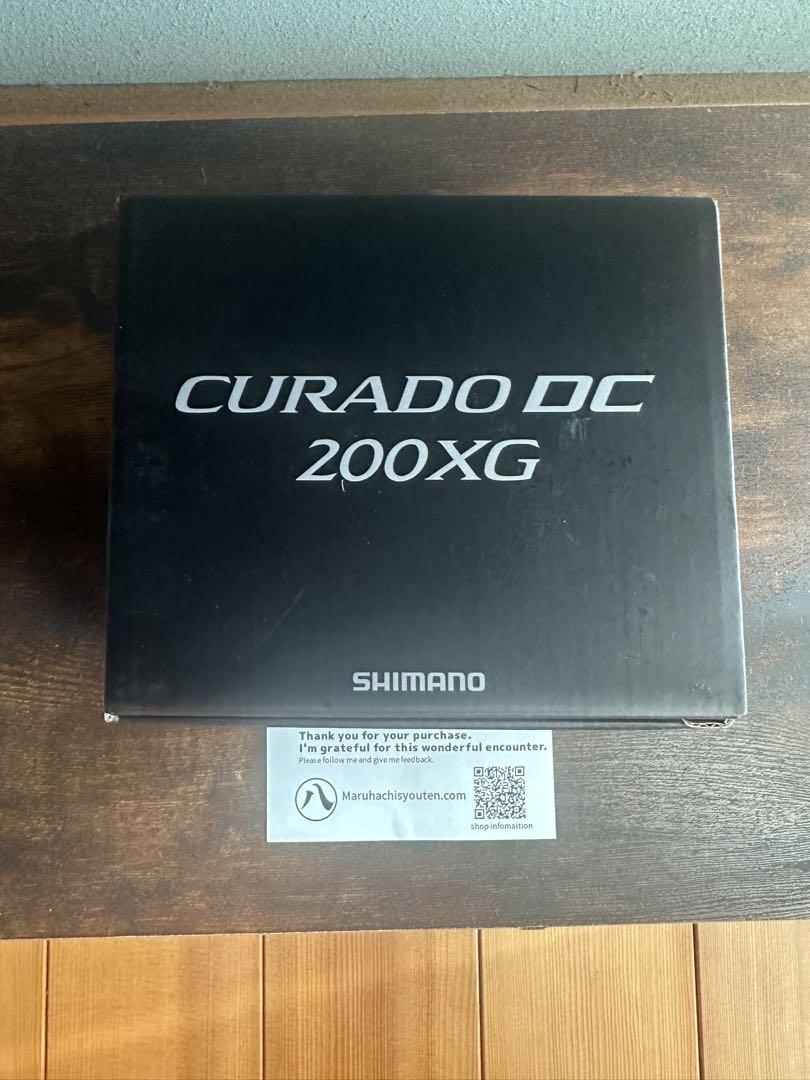 CURADO DC
200XG
SHIMANO
Thank you for your purchase.
I'm grateful for this wonderful encounter.
Please follow me and give me feedback.
八
Maruhachisyouten.com
shop infomaition